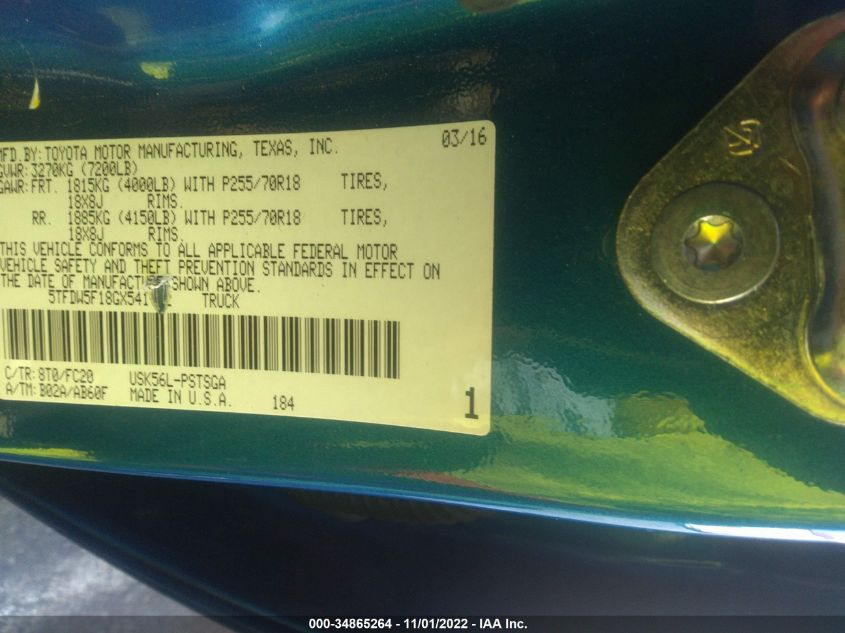 MFD BY: TOYOTA MOTOR MANUFACTURING, TEXAS, INC. 03/16
GVWR: 3270KG (7200LB)
GAWR: FRT. 1815KG (4000LB) WITH P255/70R18 TIRES,
18X8J RIMS.
RR. 1885KG (4150LB) WITH P255/70R18 TIRES,
18X8J RIMS.
THIS VEHICLE CONFORMS TO ALL APPLICABLE FEDERAL MOTOR
VEHICLE SAFETY AND THEFT PREVENTION STANDARDS IN EFFECT ON
THE DATE OF MANUFACTURE SHOWN ABOVE.
TRUCK
C/TR: 8T0/FC20 USK56L-PSTSGA
A/TM: B02A/AB60F MADE IN U.S.A. 184 1
000-34865264 - 11/01/2022 - IAA Inc.